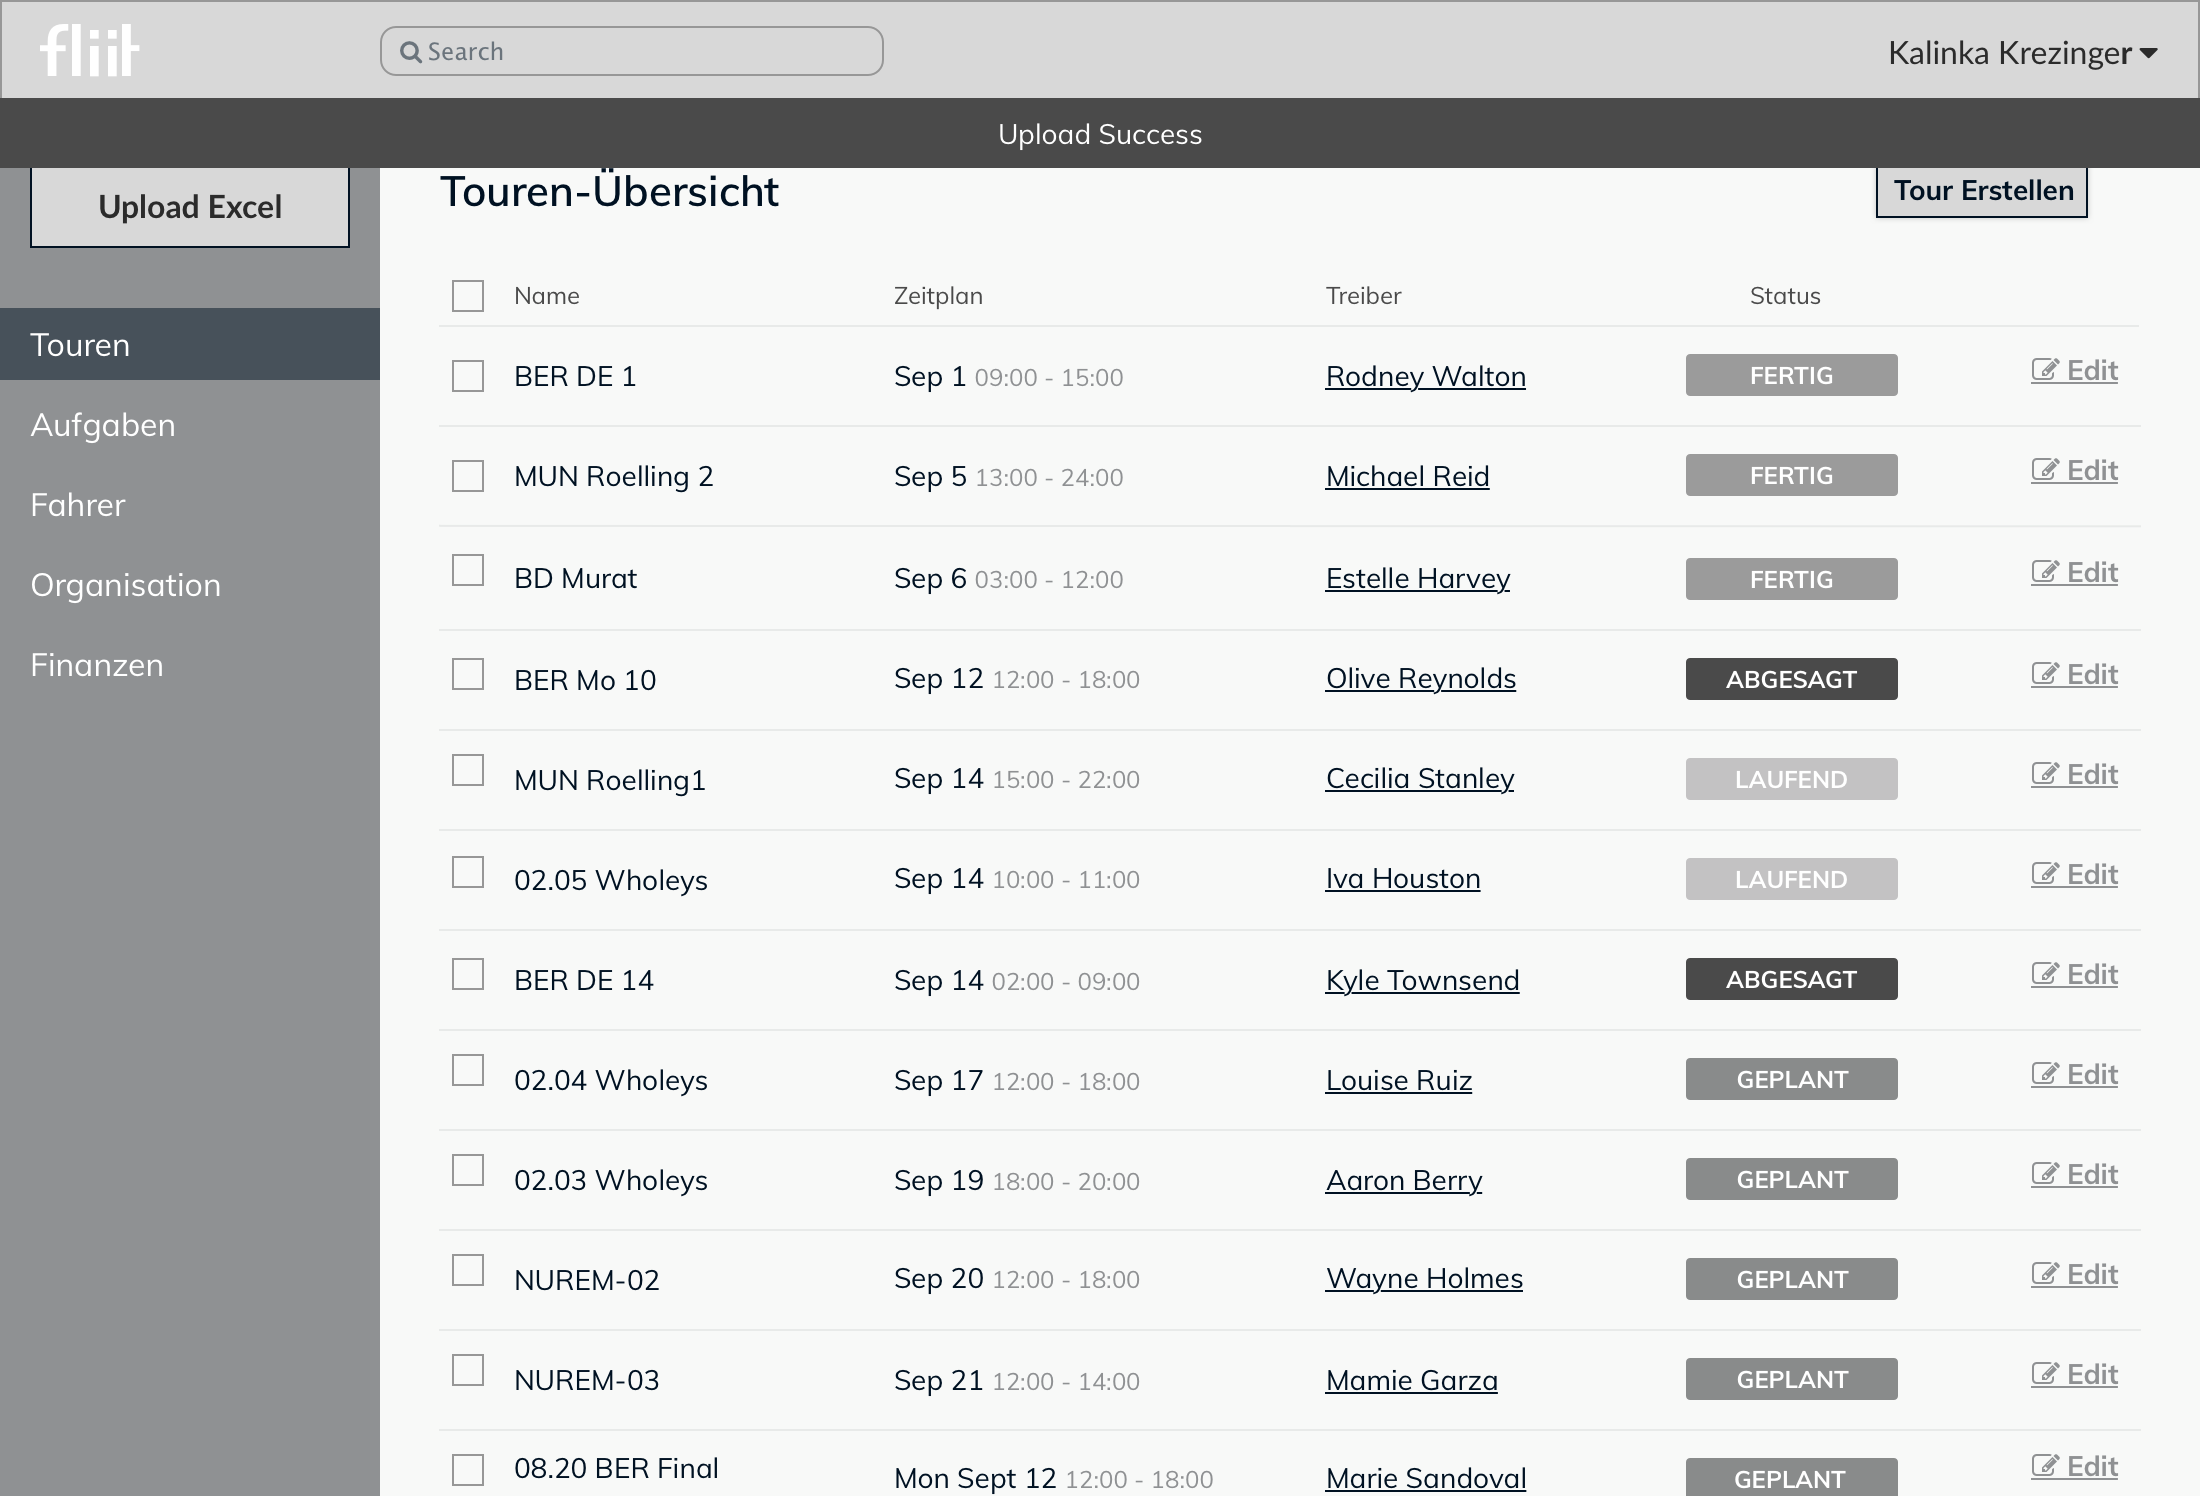 fliit
Search
Kalinka Krezinger
Upload Success
Upload Excel
Touren-Übersicht
Tour Erstellen
Touren
Aufgaben
Fahrer
Organisation
Finanzen
Name Zeitplan Treiber Status
BER DE 1 Sep 1 09:00 - 15:00 Rodney Walton FERTIG Edit
MUN Roelling 2 Sep 5 13:00 - 24:00 Michael Reid FERTIG Edit
BD Murat Sep 6 03:00 - 12:00 Estelle Harvey FERTIG Edit
BER Mo 10 Sep 12 12:00 - 18:00 Olive Reynolds ABGESAGT Edit
MUN Roelling1 Sep 14 15:00 - 22:00 Cecilia Stanley LAUFEND Edit
02.05 Wholeys Sep 14 10:00 - 11:00 Iva Houston LAUFEND Edit
BER DE 14 Sep 14 02:00 - 09:00 Kyle Townsend ABGESAGT Edit
02.04 Wholeys Sep 17 12:00 - 18:00 Louise Ruiz GEPLANT Edit
02.03 Wholeys Sep 19 18:00 - 20:00 Aaron Berry GEPLANT Edit
NUREM-02 Sep 20 12:00 - 18:00 Wayne Holmes GEPLANT Edit
NUREM-03 Sep 21 12:00 - 14:00 Mamie Garza GEPLANT Edit
08.20 BER Final Mon Sept 12 12:00 - 18:00 Marie Sandoval GEPLANT Edit